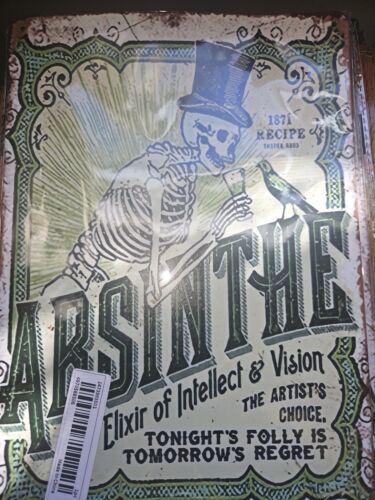 1871
RECIPE
ABSINTHE
Elixir of Intellect & Vision
THE ARTIST'S
CHOICE,
TONIGHT'S FOLLY IS
TOMORROW'S REGRET